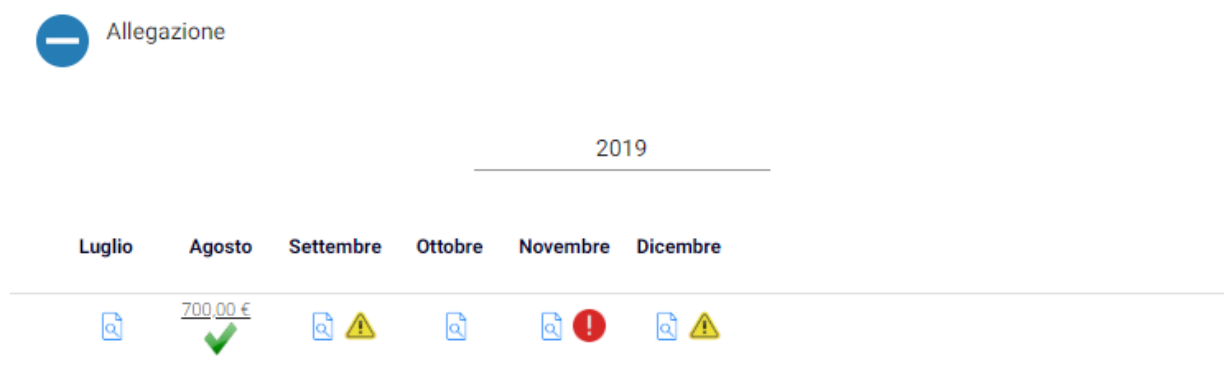 Allegazione
2019
Luglio Agosto Settembre Ottobre Novembre Dicembre
700,00 €